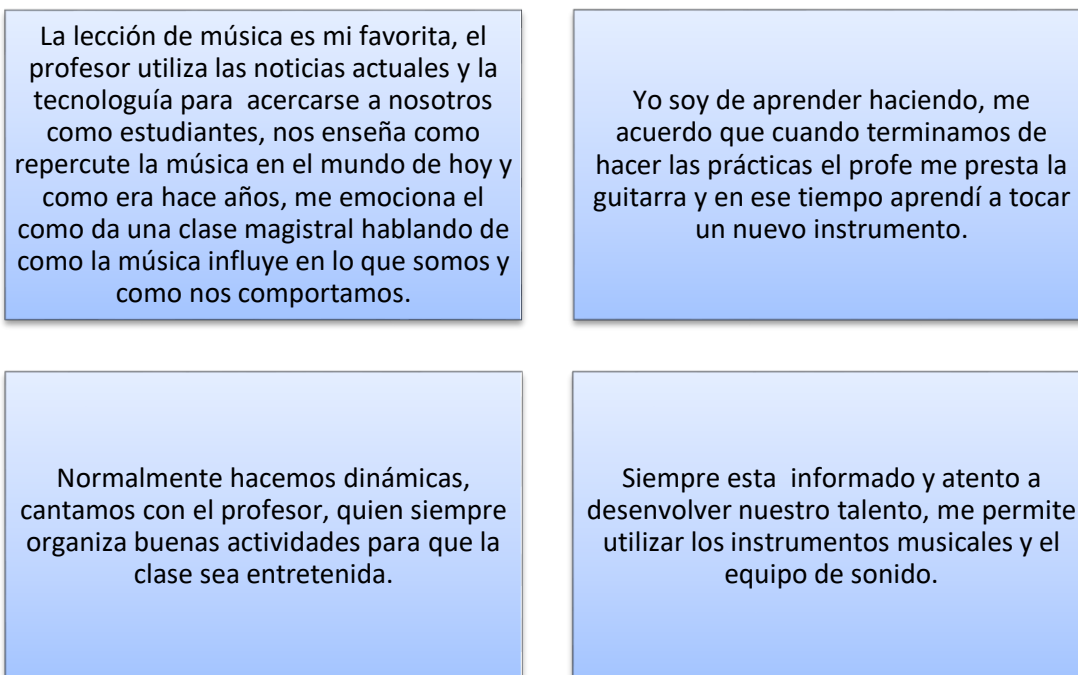 La lección de música es mi favorita, el
profesor utiliza las noticias actuales y la
tecnologuía para  acercarse a nosotros
como estudiantes, nos enseña como
repercute la música en el mundo de hoy y
como era hace años, me emociona el
como da una clase magistral hablando de
como la música influye en lo que somos y
como nos comportamos.
Yo soy de aprender haciendo, me
acuerdo que cuando terminamos de
hacer las prácticas el profe me presta la
guitarra y en ese tiempo aprendí a tocar
un nuevo instrumento.
Normalmente hacemos dinámicas,
cantamos con el profesor, quien siempre
organiza buenas actividades para que la
clase sea entretenida.
Siempre esta  informado y atento a
desenvolver nuestro talento, me permite
utilizar los instrumentos musicales y el
equipo de sonido.